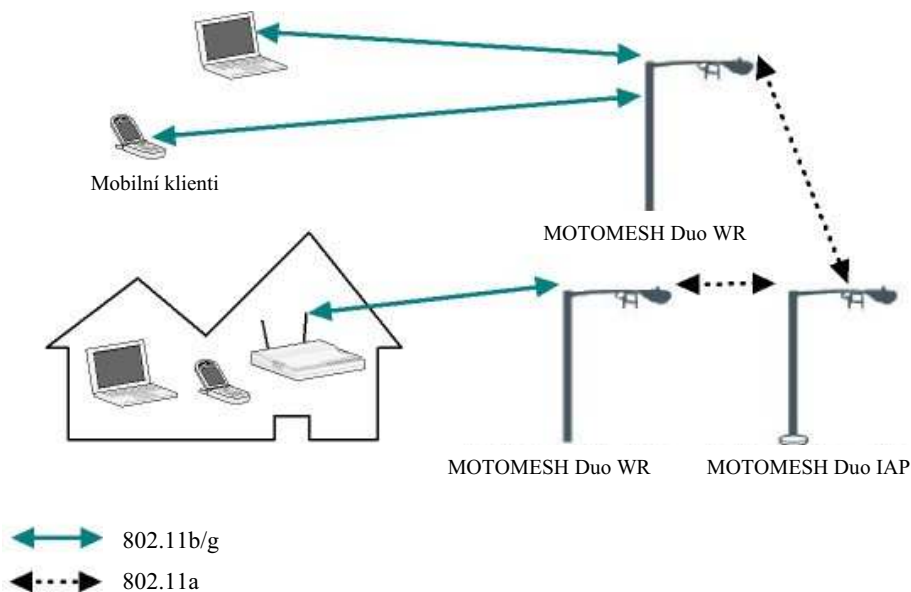 Mobilní klienti
MOTOMESH Duo WR
MOTOMESH Duo WR
MOTOMESH Duo IAP
802.11b/g
802.11a